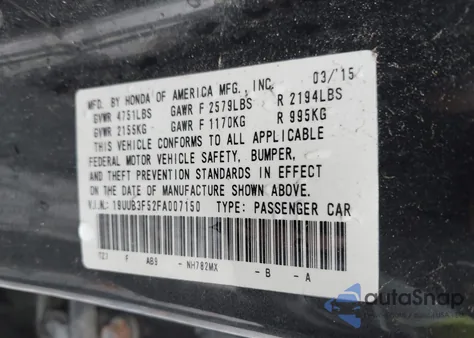 MFD. BY HONDA OF AMERICA MFG., INC. 03/'15
GVWR 4751LBS GAWR F 2579LBS R 2194LBS
GVWR 2155KG GAWR F 1170KG R 995KG
THIS VEHICLE CONFORMS TO ALL APPLICABLE
FEDERAL MOTOR VEHICLE SAFETY, BUMPER,
AND THEFT PREVENTION STANDARDS IN EFFECT
ON THE DATE OF MANUFACTURE SHOWN ABOVE.
V.I.N.: 19UUB3F52FA007150 TYPE: PASSENGER CAR
F AB9 - NH782MX - B - A
autoSnap